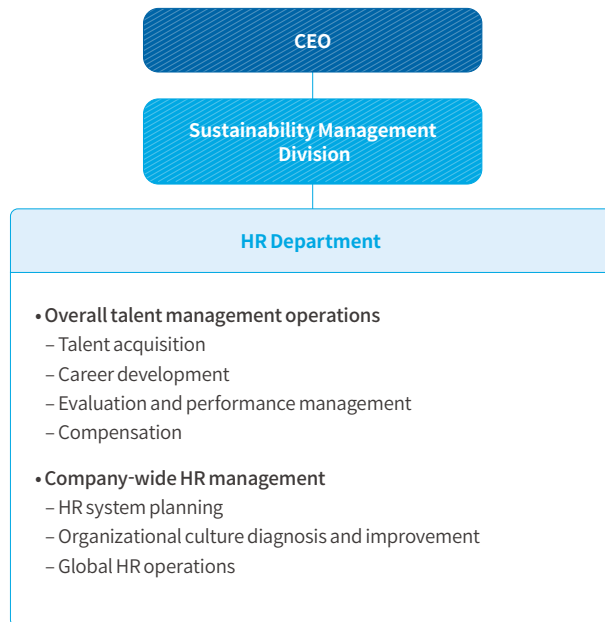 CEO
Sustainability Management
Division
HR Department
• Overall talent management operations
– Talent acquisition
– Career development
– Evaluation and performance management
– Compensation
• Company-wide HR management
– HR system planning
– Organizational culture diagnosis and improvement
– Global HR operations